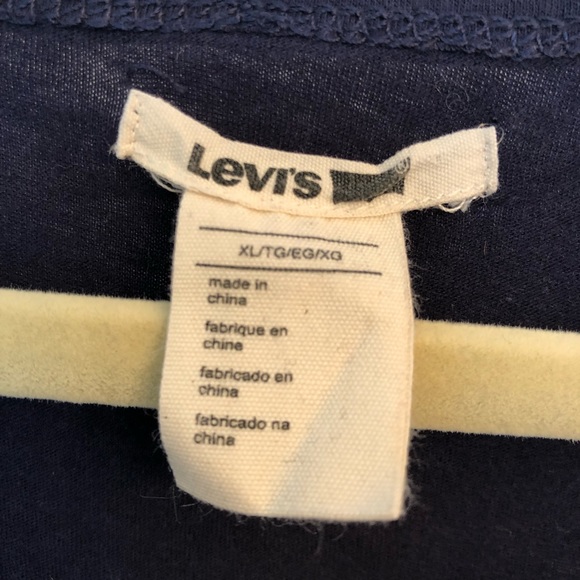 Levi's ®
XL/TG/EG/XG
made in
china
fabrique en
chine
fabricado en
china
fabricado na
china